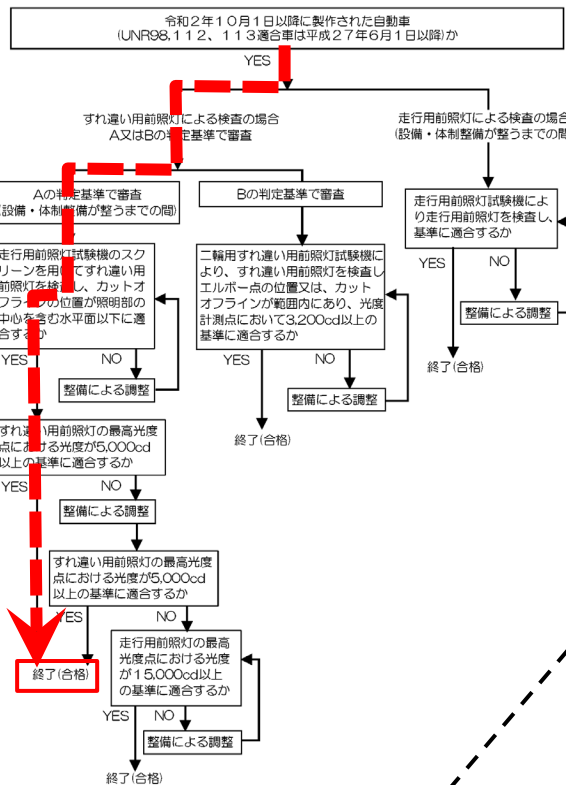 令和2年10月1日以降に製作された自動車
(UNR98,112、113適合車は平成27年6月1日以降)か
YES
すれ違い用前照灯による検査の場合
A又はBの判定基準で審査
走行用前照灯による検査の場合
(設備・体制整備が整うまでの間
Aの判定基準で審査
設備・体制整備が整うまでの間)
Bの判定基準で審査
走行用前照灯試験機によ
り走行用前照灯を検査し、
基準に適合するか
YES
NO
整備による調整
終了(合格)
走行用前照灯試験機のスク
リーンを用いてすれ違い用
前照灯を検査し、カットオ
フラインの位置が照明部の
中心を含む水平面以下に適
合するか
YES
NO
整備による調整
二輪用すれ違い用前照灯試験機に
より、すれ違い用前照灯を検査し
エルボー点の位置又は、カット
オフラインが範囲内にあり、光度
計測点において3,200cd以上の
基準に適合するか
YES
NO
整備による調整
終了(合格)
すれ違い用前照灯の最高光度
点における光度が5,000cd
以上の基準に適合するか
YES
NO
整備による調整
すれ違い用前照灯の最高光度
点における光度が5,000cd
以上の基準に適合するか
YES
NO
終了(合格)
走行用前照灯の最高
光度点における光度
が15,000cd以上
の基準に適合するか
YES
NO
整備による調整
終了(合格)